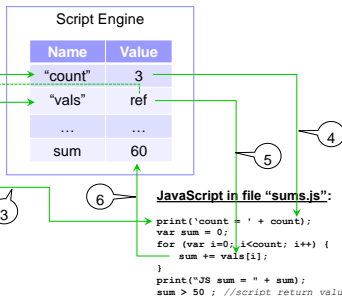 Script Engine
Name Value
"count" 3
"vals" ref
… …
sum 60
4
5
6
3
JavaScript in file "sums.js":
print('count = ' + count);
var sum = 0;
for (var i=0; i<count; i++) {
sum += vals[i];
}
print("JS sum = " + sum);
sum > 50 ; //script return valu